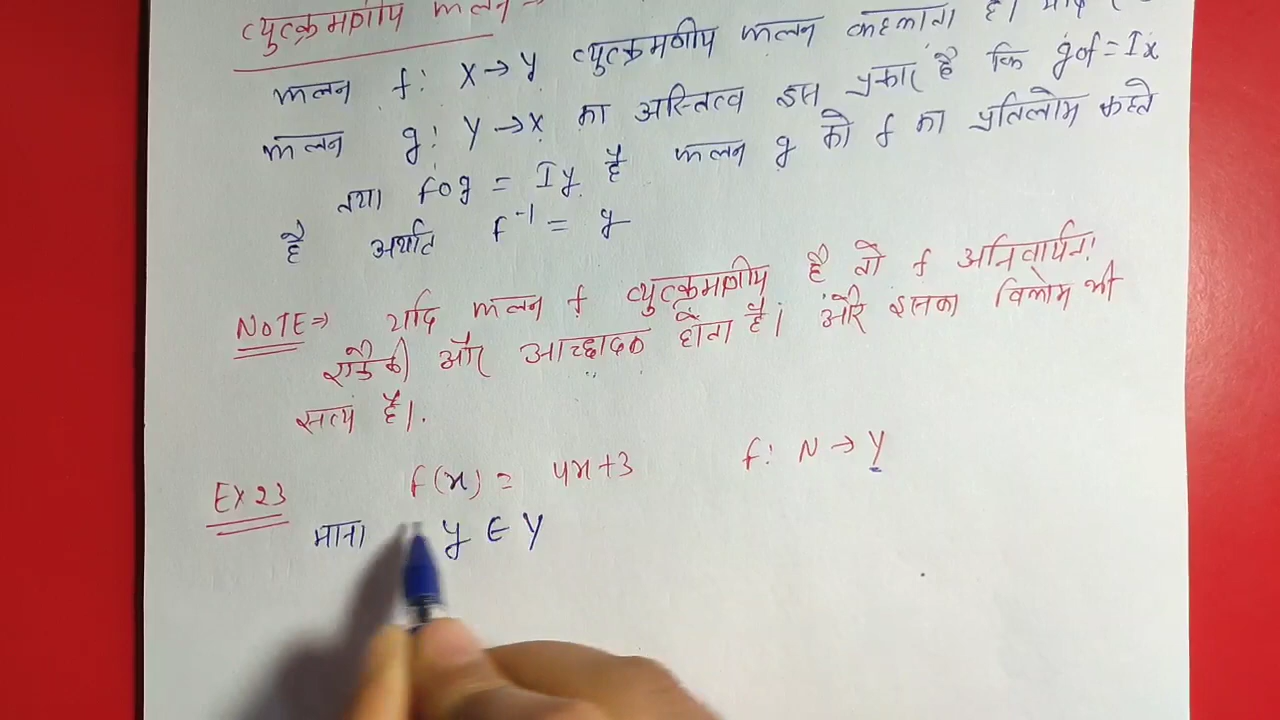 व्युत्क्रमणीय फलन →
फलन f: X→y व्युत्क्रमणीय फलन कहलाता है। यदि
फलन g: Y→X का अस्तित्व इस प्रकार है कि gof = Ix
तथा fog = Iy है फलन g को f का प्रतिलोम कहते
है अर्थात f⁻¹ = g
NOTE⇒ यदि फलन f व्युत्क्रमणीय है तो f अनिवार्यत:
एकैकी और आच्छादक होता है। और इसका विलोम भी
सत्य है।.
EX 23 f(x) = 4x+3 f: N → Y
माना y ∈ Y